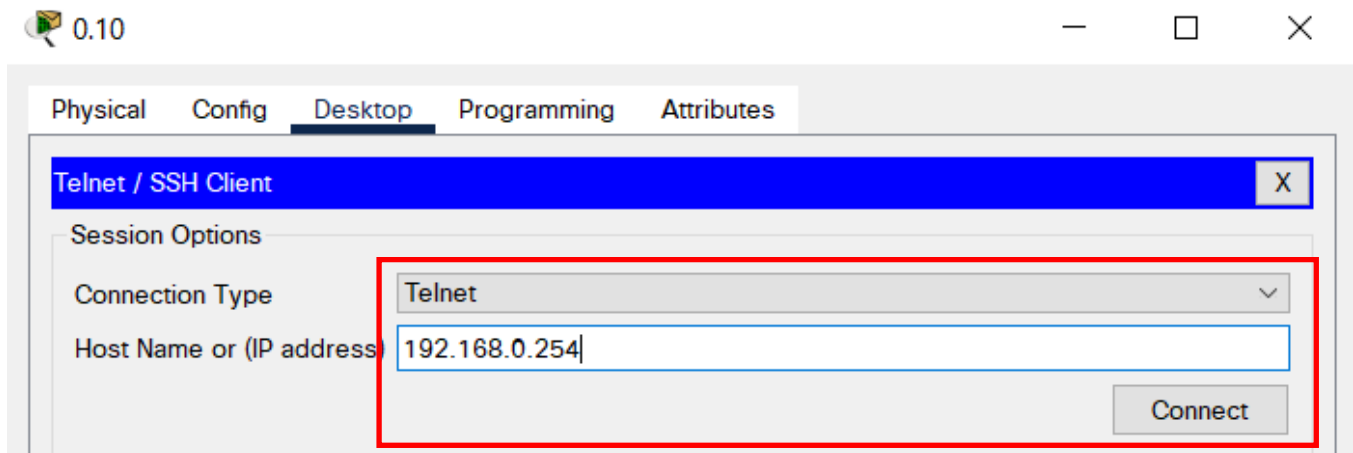 0.10
Physical Config Desktop Programming Attributes
Telnet / SSH Client X
Session Options
Connection Type Telnet
Host Name or (IP address) 192.168.0.254
Connect